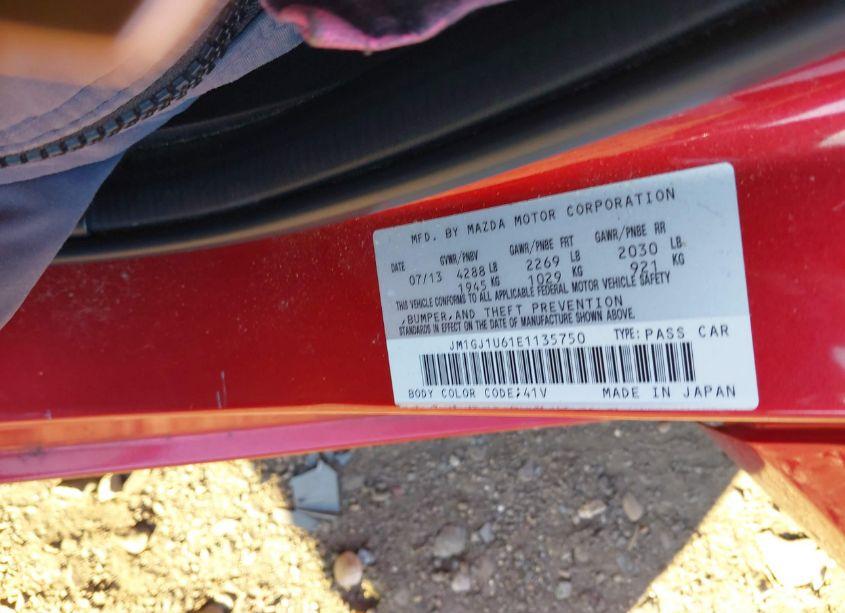 MFD. BY MAZDA MOTOR CORPORATION
DATE GVWR/PNBV GAWR/PNBE FRT GAWR/PNBE RR
07/13 4288 LB 2269 LB 2030 LB
1945 KG 1029 KG 921 KG
THIS VEHICLE CONFORMS TO ALL APPLICABLE FEDERAL MOTOR VEHICLE SAFETY
,BUMPER,AND THEFT PREVENTION
STANDARDS IN EFFECT ON THE DATE OF MANUFACTURE SHOWN ABOVE.
JM1GJ1U61E1135750 TYPE: PASS CAR
BODY COLOR CODE:41V MADE IN JAPAN